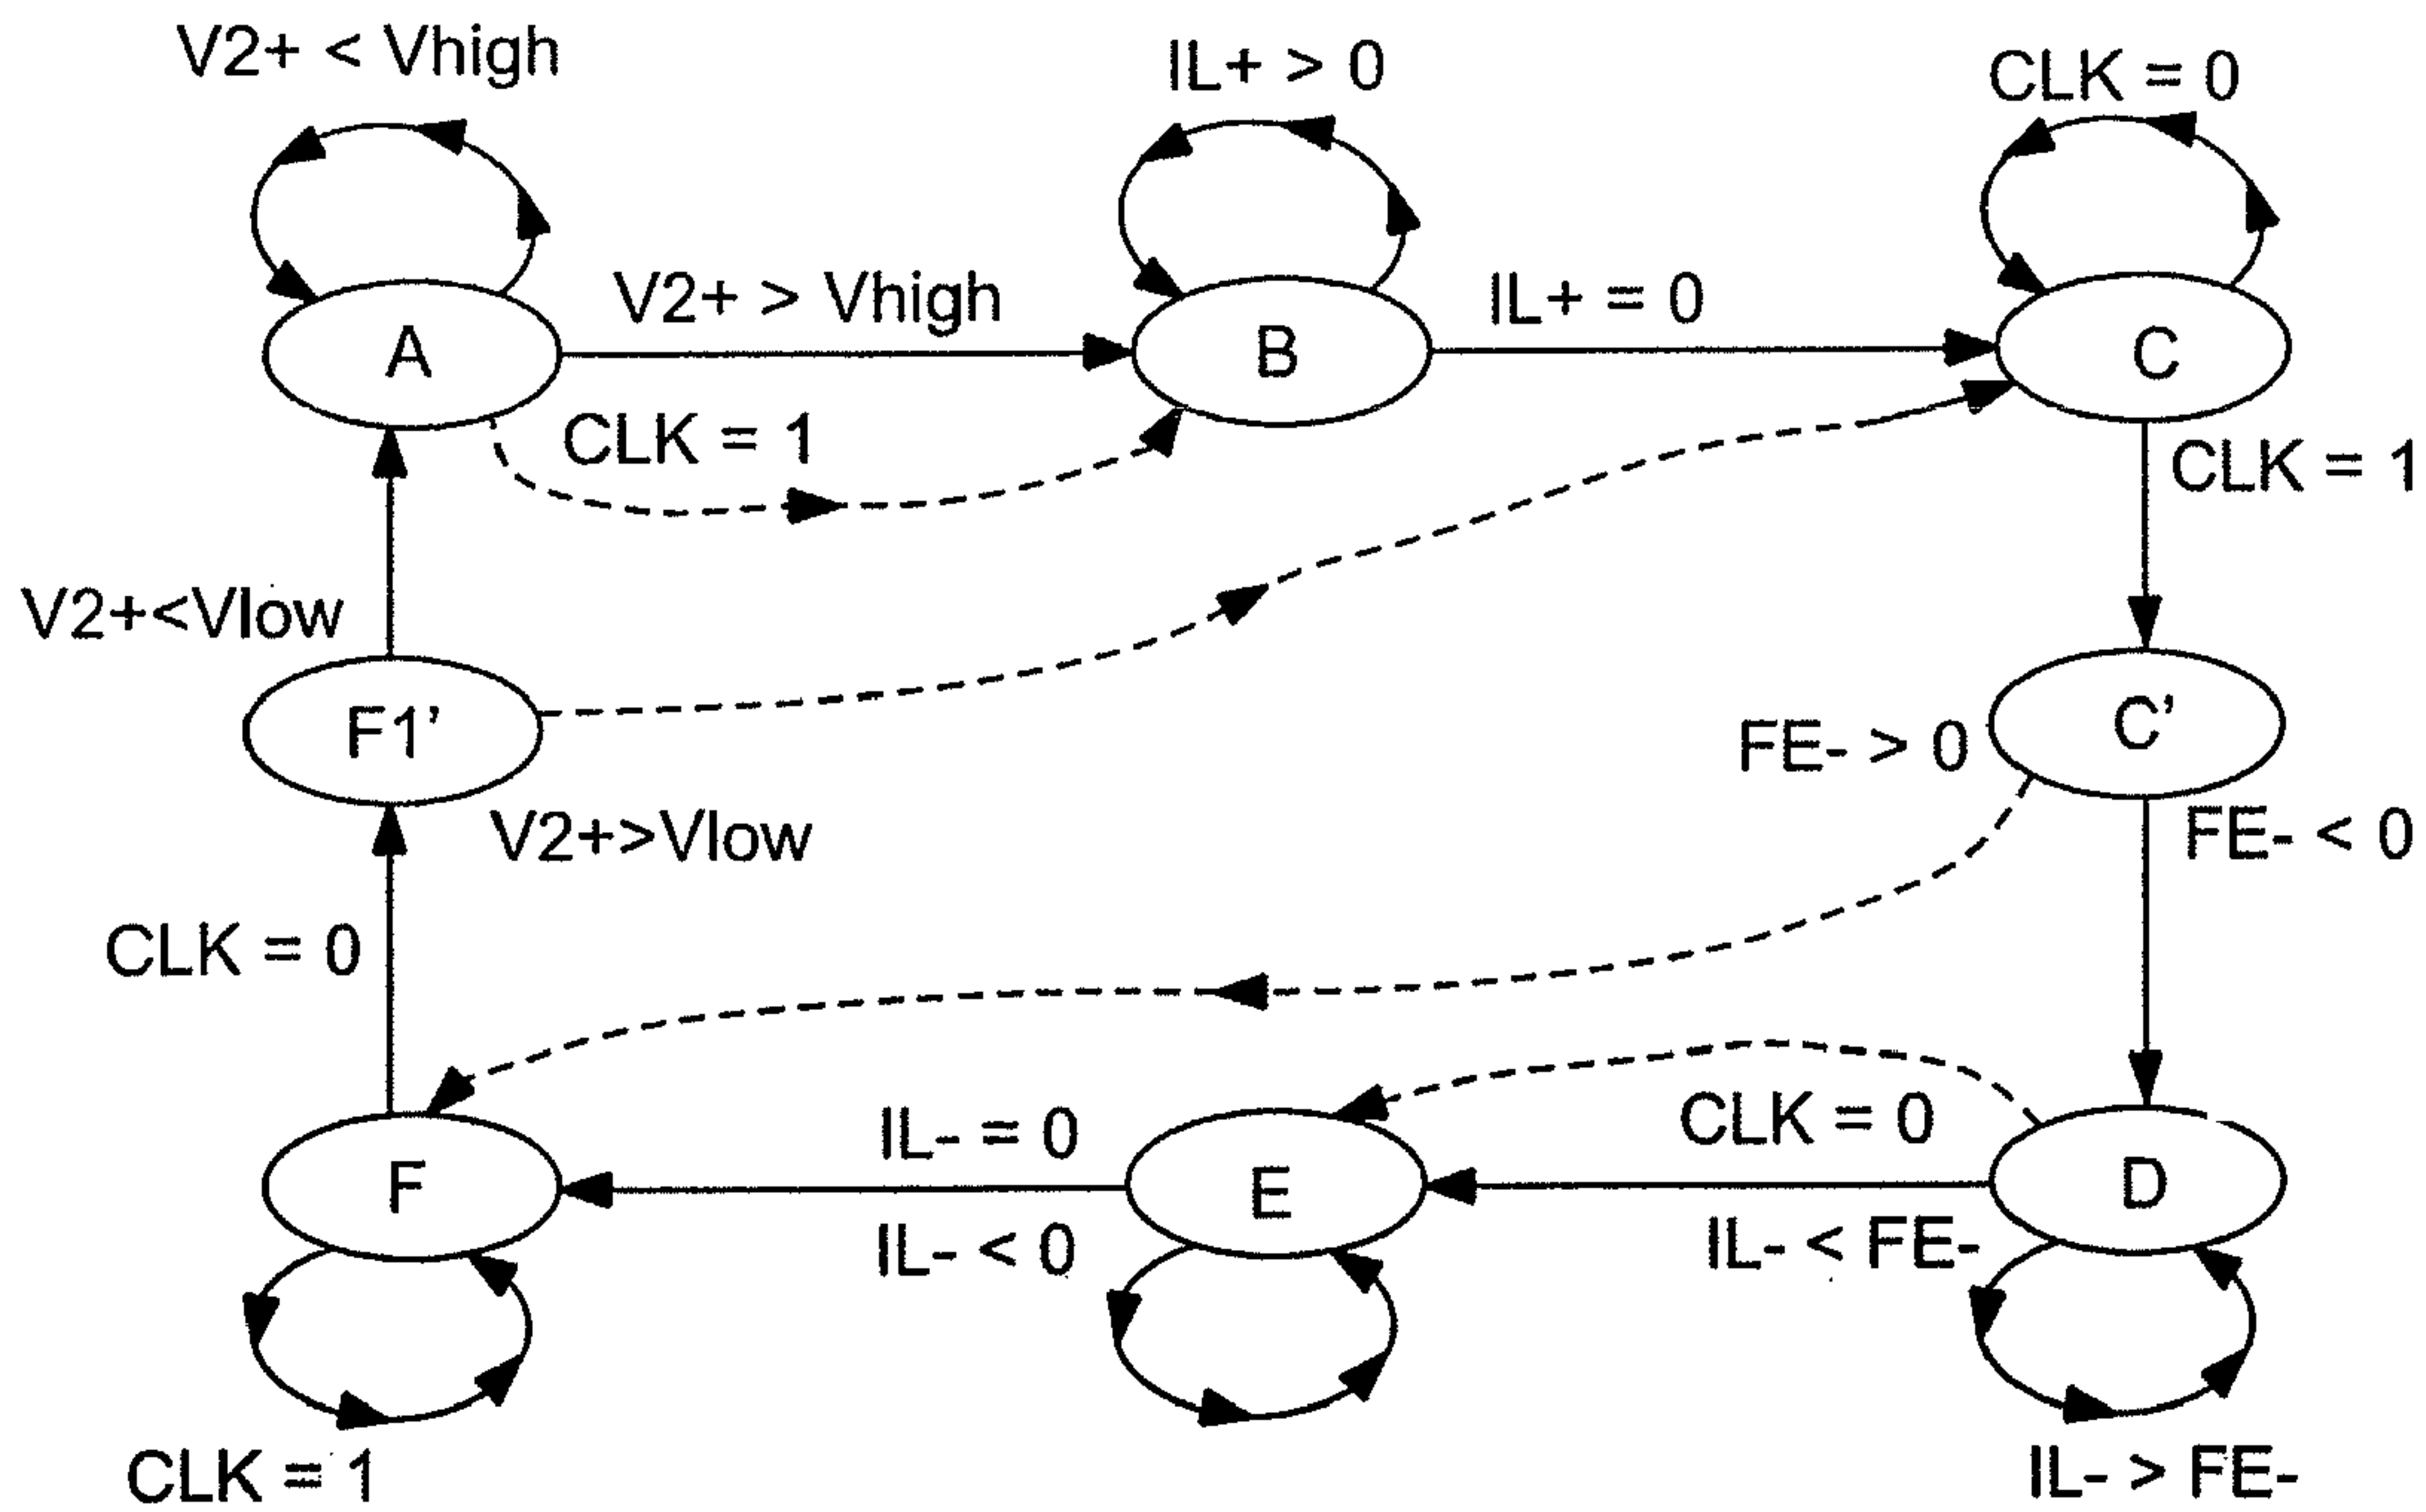 V2+ < Vhigh
IL+ > 0
CLK = 0
V2+ > Vhigh
IL+ = 0
A
B
C
CLK = 1
CLK = 1
V2+<Vlow
F1’
C’
FE- > 0
V2+>Vlow
FE- < 0
CLK = 0
IL- = 0
CLK = 0
F
E
D
IL- < 0
IL- < FE-
CLK = 1
IL- > FE-